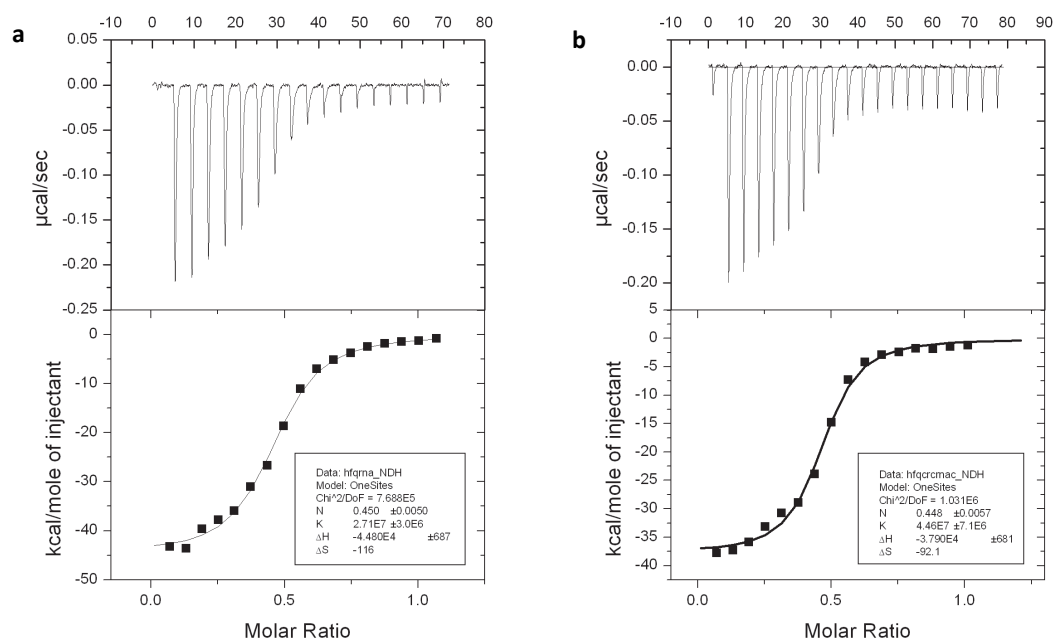 a
-10 0 10 20 30 40 50 60 70 80
0.05
0.00
-0.05
-0.10
-0.15
-0.20
-0.25
µcal/sec
0
-10
-20
-30
-40
-50
kcal/mole of injectant
Data: hfqrna_NDH
Model: OneSites
Chi^2/DoF = 7.688E5
N 0.450 ±0.0050
K 2.71E7 ±3.0E6
ΔH -4.480E4 ±687
ΔS -116
0.0 0.5 1.0
Molar Ratio
b
-10 0 10 20 30 40 50 60 70 80 90
0.00
-0.05
-0.10
-0.15
-0.20
µcal/sec
5
0
-5
-10
-15
-20
-25
-30
-35
-40
kcal/mole of injectant
Data: hfqcrcrnac_NDH
Model: OneSites
Chi^2/DoF = 1.031E6
N 0.448 ±0.0057
K 4.46E7 ±7.1E6
ΔH -3.790E4 ±681
ΔS -92.1
0.0 0.5 1.0
Molar Ratio